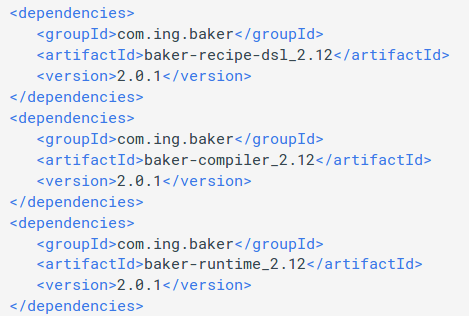 <dependencies>
<groupId>com.ing.baker</groupId>
<artifactId>baker-recipe-dsl_2.12</artifactId>
<version>2.0.1</version>
</dependencies>
<dependencies>
<groupId>com.ing.baker</groupId>
<artifactId>baker-compiler_2.12</artifactId>
<version>2.0.1</version>
</dependencies>
<dependencies>
<groupId>com.ing.baker</groupId>
<artifactId>baker-runtime_2.12</artifactId>
<version>2.0.1</version>
</dependencies>